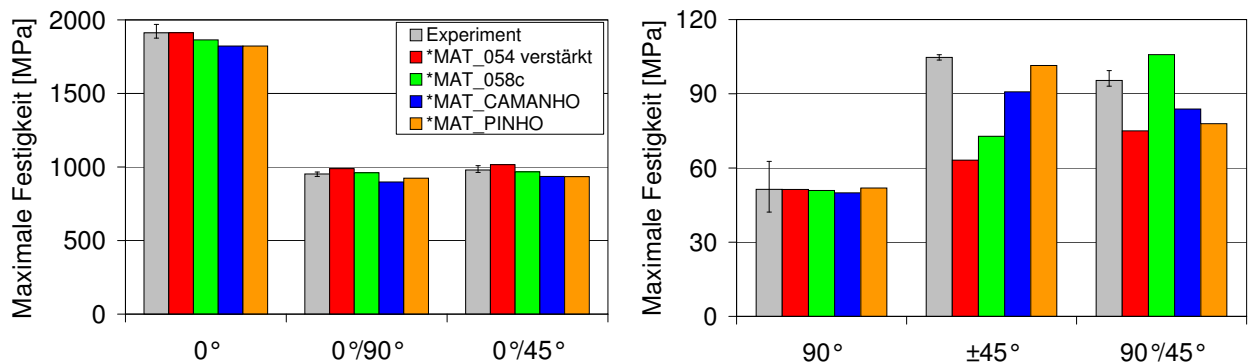 Maximale Festigkeit [MPa]
2000
1500
1000
500
0
Experiment
*MAT_054 verstärkt
*MAT_058c
*MAT_CAMANHO
*MAT_PINHO
0°
0°/90°
0°/45°
Maximale Festigkeit [MPa]
120
90
60
30
0
90°
±45°
90°/45°